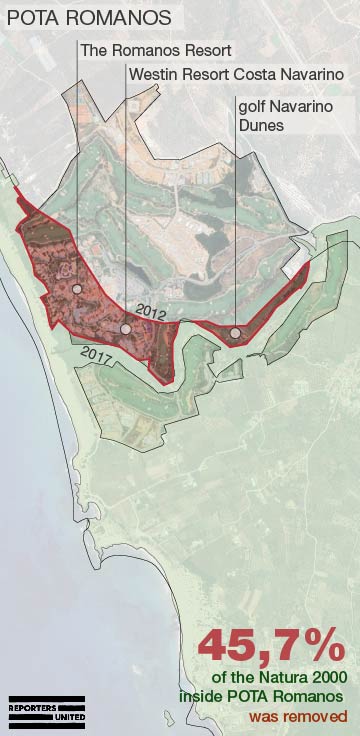 POTA ROMANOS
The Romanos Resort
Westin Resort Costa Navarino
golf Navarino
Dunes
2012
2017
45,7%
of the Natura 2000
inside POTA Romanos
was removed
REPORTERS
UNITED